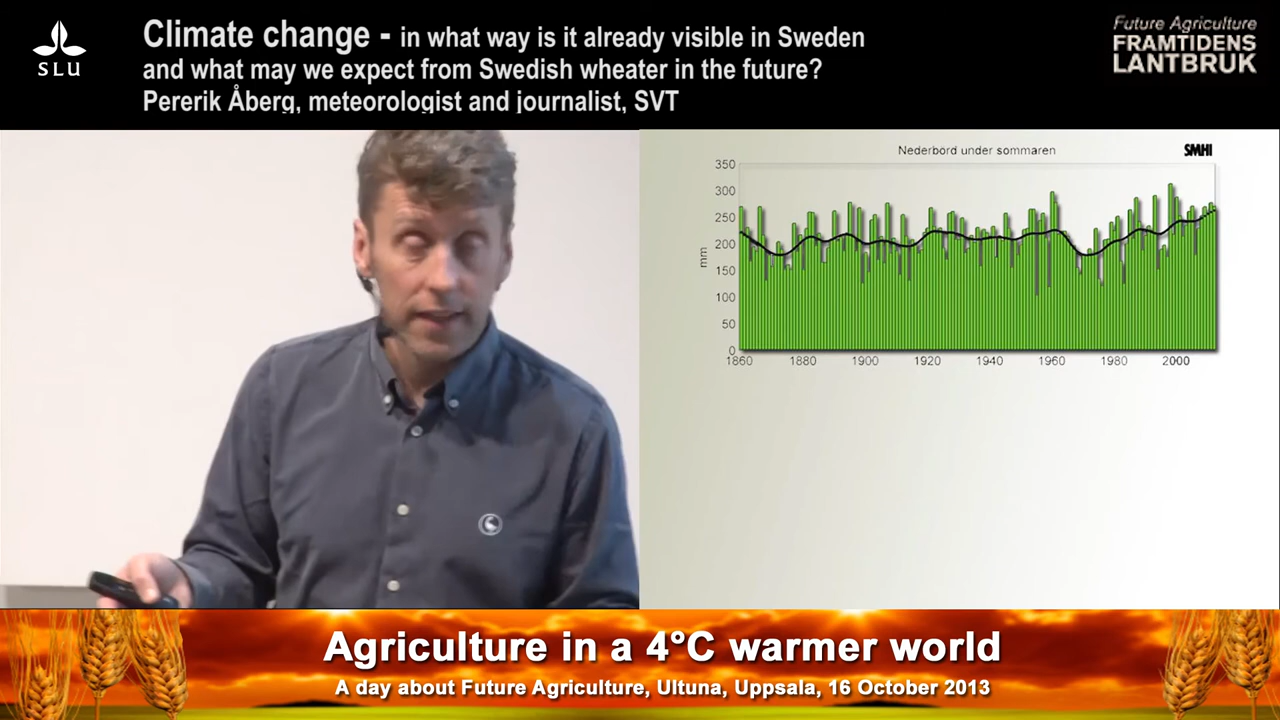 SLU
Climate change - in what way is it already visible in Sweden
and what may we expect from Swedish wheater in the future?
Pererik Åberg, meteorologist and journalist, SVT
Future Agriculture
FRAMTIDENS
LANTBRUK
Nederbörd under sommaren
SMHI
350
300
250
200
150
100
50
0
mm
1860 1880 1900 1920 1940 1960 1980 2000
Agriculture in a 4°C warmer world
A day about Future Agriculture, Ultuna, Uppsala, 16 October 2013